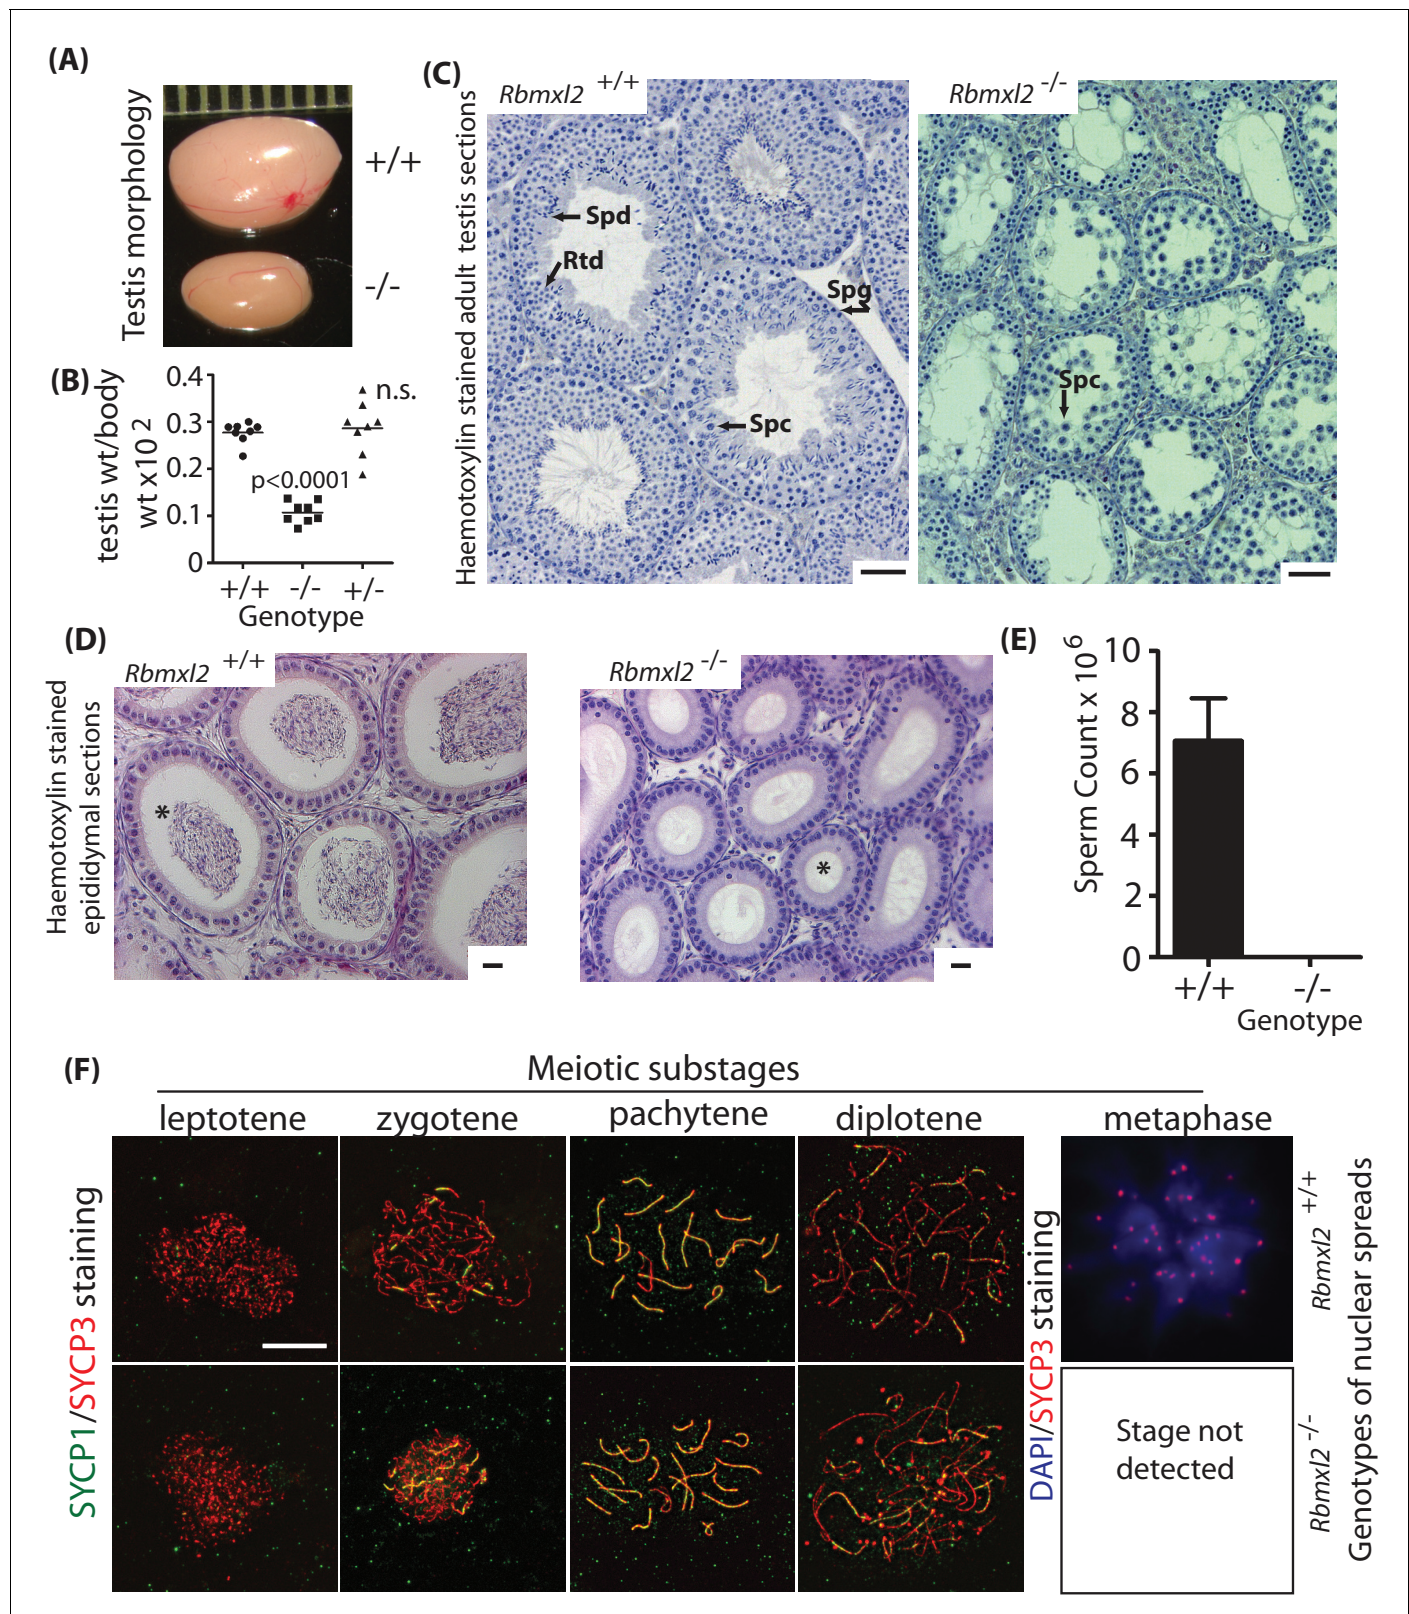 (A)
Testis morphology
+/+
-/-
(B)
testis wt/body
wt x10 2
0.4
0.3
0.2
0.1
0
n.s.
p<0.0001
+/+
-/-
+/-
Genotype
(C)
Haemotoxylin stained adult testis sections
Rbmxl2 +/+
Spd
Rtd
Spg
Spc
Rbmxl2 -/-
Spc
(D)
Haemotoxylin stained
epididymal sections
Rbmxl2 +/+
*
Rbmxl2 -/-
*
(E)
Sperm Count x 10 6
10
8
6
4
2
0
+/+
-/-
Genotype
(F)
Meiotic substages
leptotene
zygotene
pachytene
diplotene
metaphase
SYCP1/SYCP3 staining
DAPI/SYCP3 staining
Stage not
detected
Rbmxl2 +/+
Rbmxl2 -/-
Genotypes of nuclear spreads